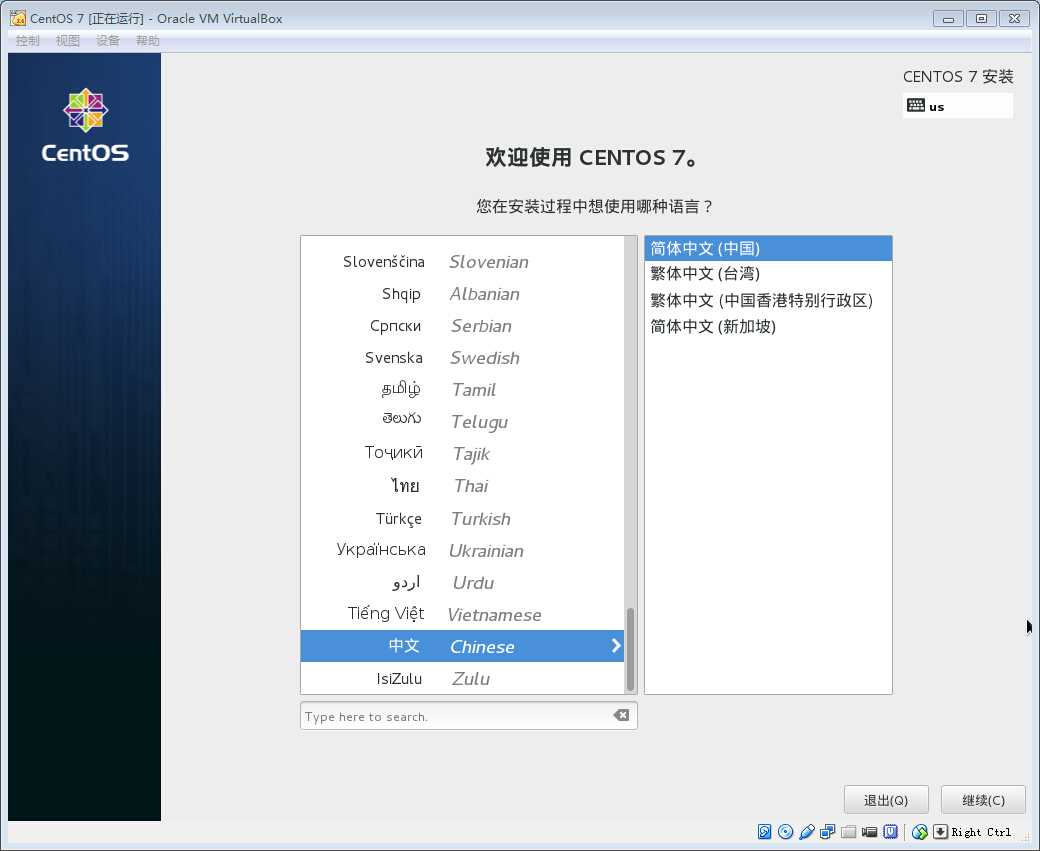 CentOS 7 [正在运行] - Oracle VM VirtualBox
控制 视图 设备 帮助
CentOS
CENTOS 7 安装
us
欢迎使用 CENTOS 7。
您在安装过程中想使用哪种语言？
Slovenščina Slovenian
Shqip Albanian
Српски Serbian
Svenska Swedish
தமிழ் Tamil
తెలుగు Telugu
Тоҷикӣ Tajik
ไทย Thai
Türkçe Turkish
Українська Ukrainian
اردو Urdu
Tiếng Việt Vietnamese
中文 Chinese
IsiZulu Zulu
Type here to search.
简体中文 (中国)
繁体中文 (台湾)
繁体中文 (中国香港特别行政区)
简体中文 (新加坡)
退出(Q) 继续(C)
Right Ctrl